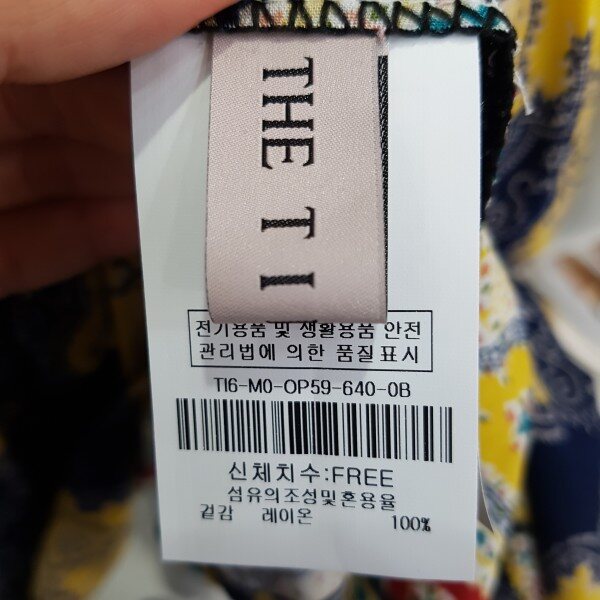 THE TI
전기용품 및 생활용품 안전
관리법에 의한 품질표시
TI6-M0-OP59-640-0B
신체치수:FREE
섬유의조성및혼용율
겉감 레이온 100%